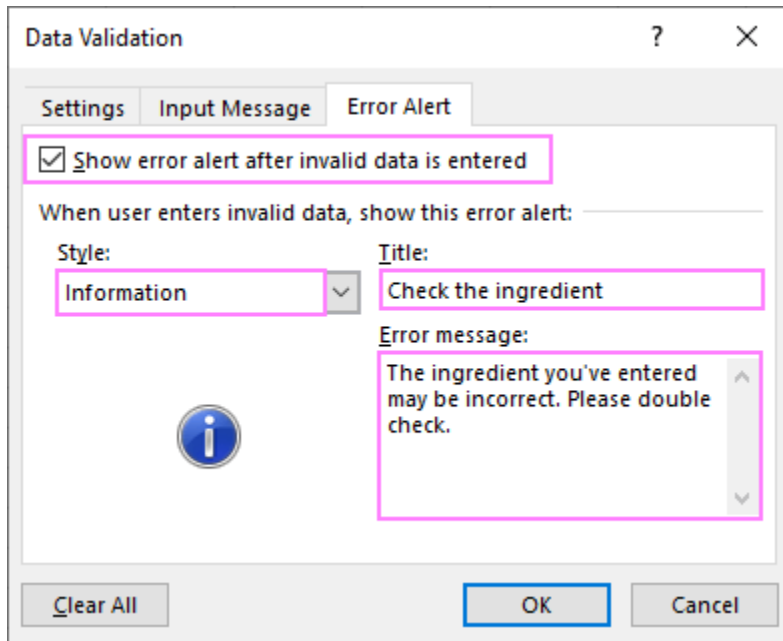 Data Validation ? ×
Settings Input Message Error Alert
Show error alert after invalid data is entered
When user enters invalid data, show this error alert:
Style: Title:
Information Check the ingredient
Error message:
The ingredient you've entered
may be incorrect. Please double
check.
Clear All OK Cancel